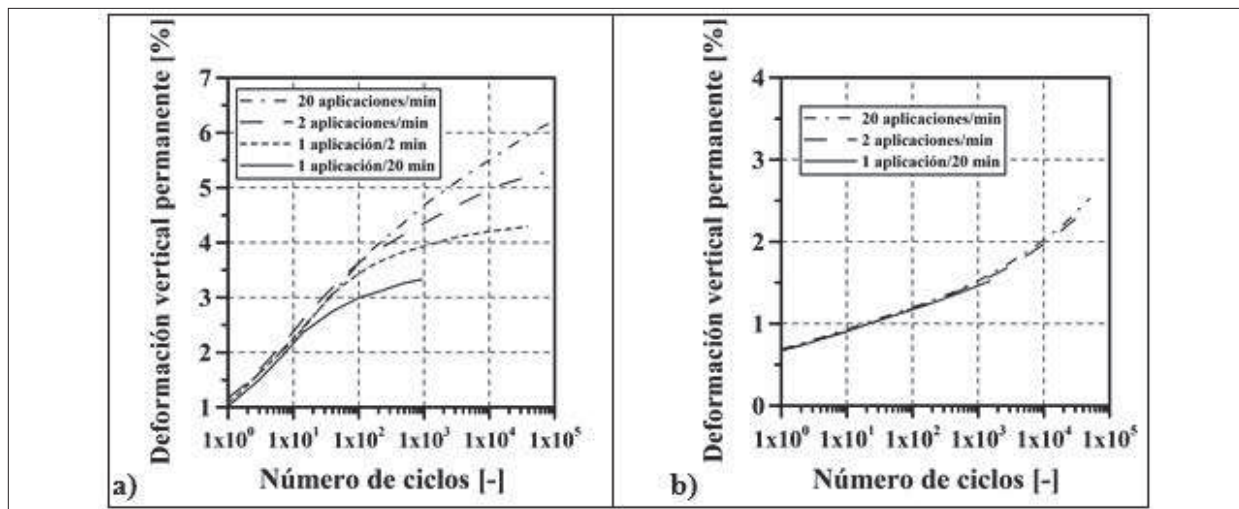 Deformación vertical permanente [%]
7
6
5
4
3
2
1
20 aplicaciones/min
2 aplicaciones/min
1 aplicación/2 min
1 aplicación/20 min
1x10⁰ 1x10¹ 1x10² 1x10³ 1x10⁴ 1x10⁵
Número de ciclos [-]
a)
Deformación vertical permanente [%]
4
3
2
1
0
20 aplicaciones/min
2 aplicaciones/min
1 aplicación/20 min
1x10⁰ 1x10¹ 1x10² 1x10³ 1x10⁴ 1x10⁵
Número de ciclos [-]
b)